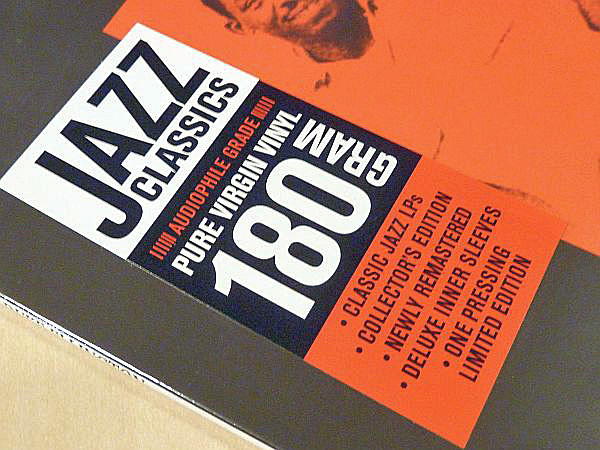 JAZZ
CLASSICS
AUDIOPHILE GRADE
PURE VIRGIN VINYL
180
GRAM
• CLASSIC JAZZ LPs
• COLLECTOR'S EDITION
• NEWLY REMASTERED
• DELUXE INNER SLEEVES
• ONE PRESSING
LIMITED EDITION